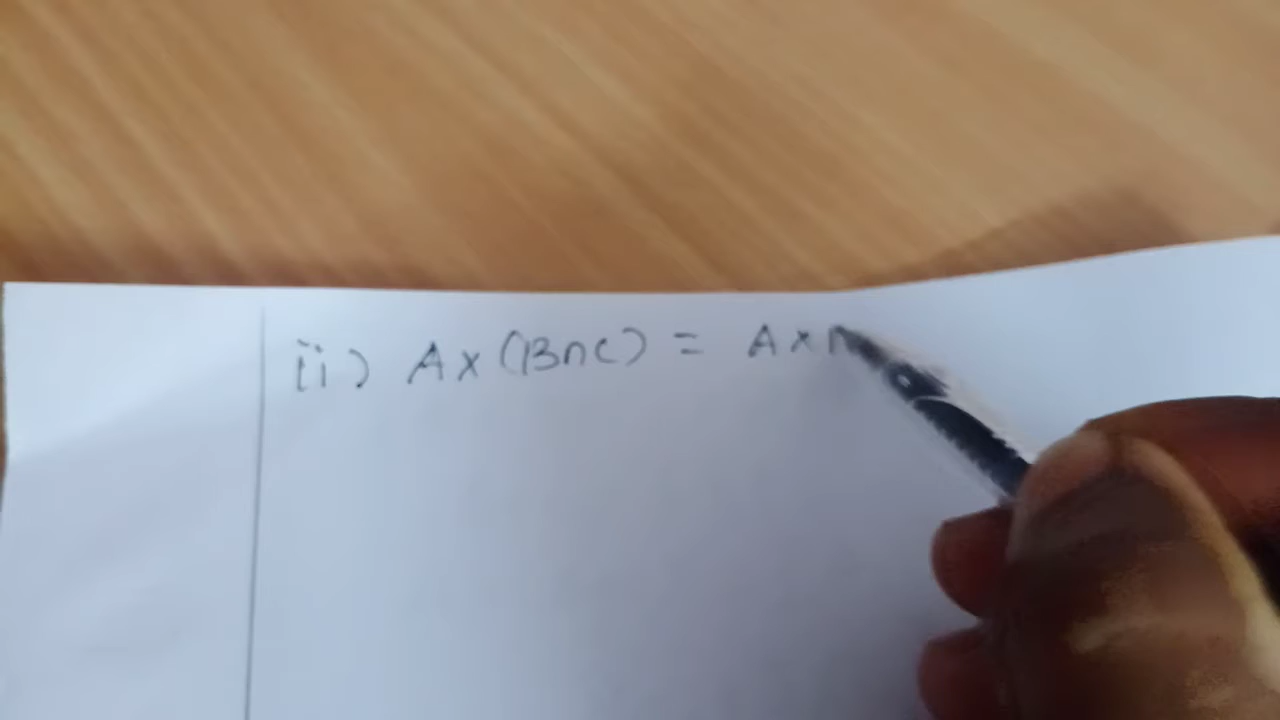 (ii) A x (B∩C) = A x